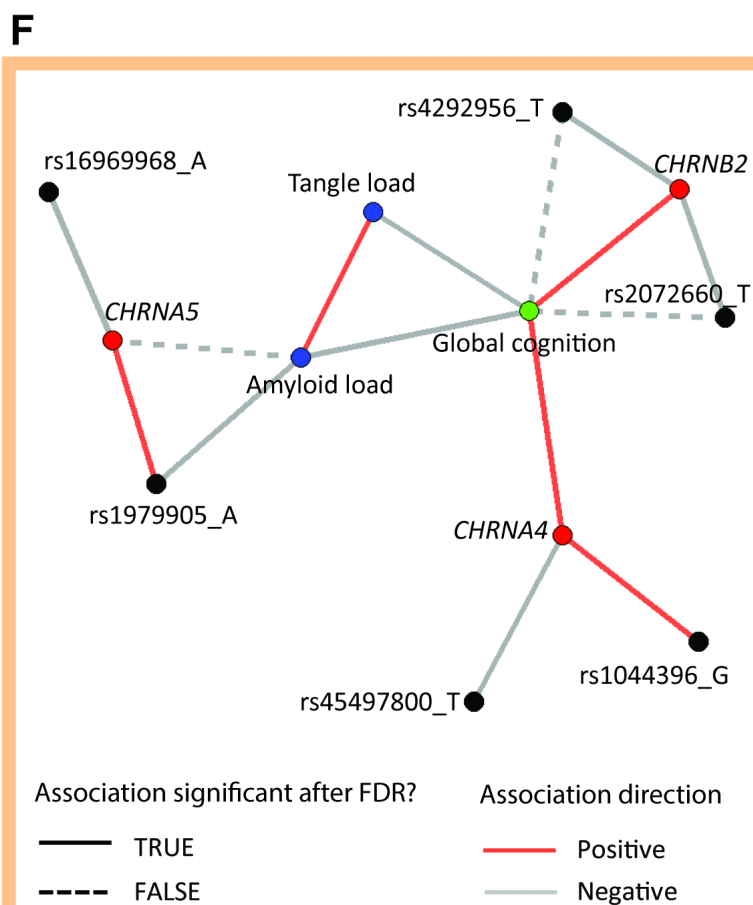 F
rs4292956_T
rs16969968_A
CHRNB2
Tangle load
rs2072660_T
CHRNA5
Global cognition
Amyloid load
rs1979905_A
CHRNA4
rs1044396_G
rs45497800_T
Association significant after FDR?
TRUE
FALSE
Association direction
Positive
Negative